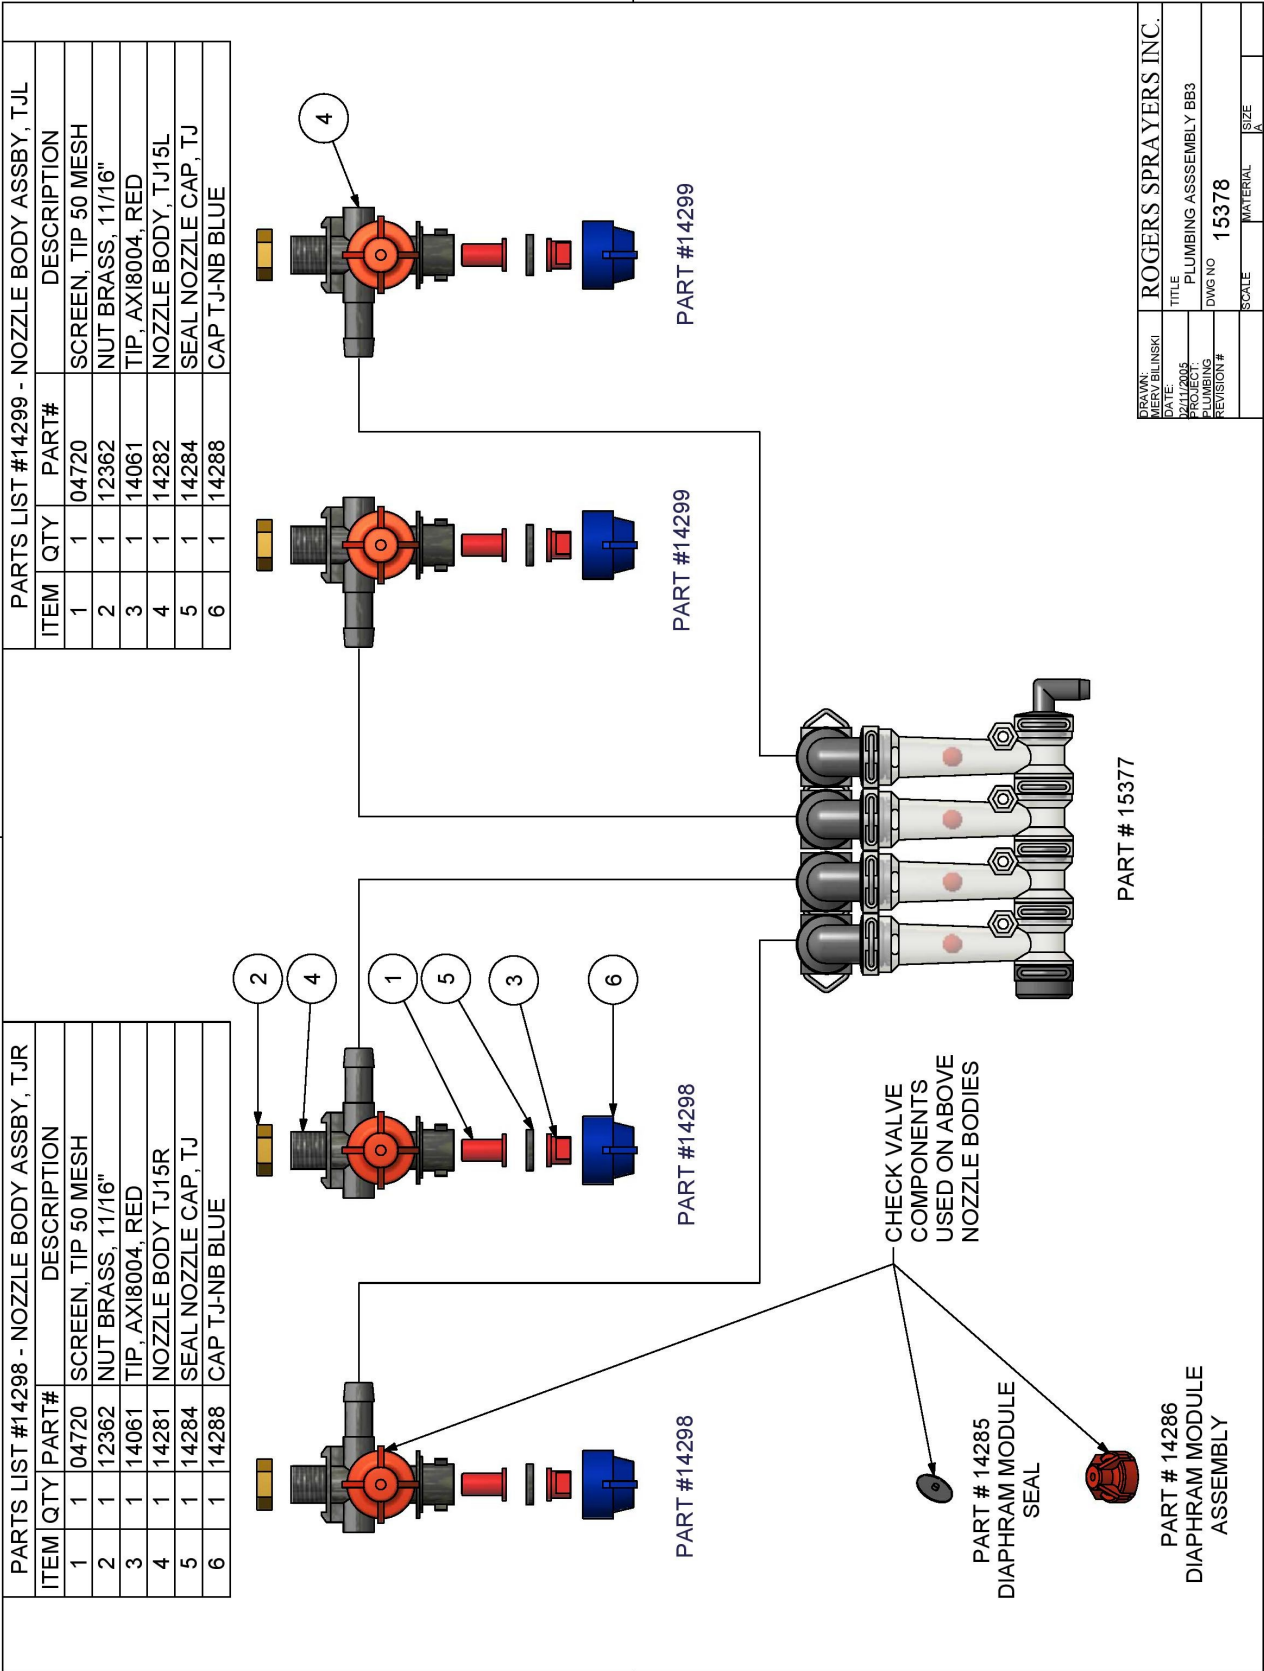 PARTS LIST #14298 - NOZZLE BODY ASSBY, TJR
ITEM QTY PART# DESCRIPTION
1 1 04720 SCREEN, TIP 50 MESH
2 1 12362 NUT BRASS, 11/16"
3 1 14061 TIP, AXI8004, RED
4 1 14281 NOZZLE BODY TJ15R
5 1 14284 SEAL NOZZLE CAP, TJ
6 1 14288 CAP TJ-NB BLUE
PARTS LIST #14299 - NOZZLE BODY ASSBY, TJL
ITEM QTY PART# DESCRIPTION
1 1 04720 SCREEN, TIP 50 MESH
2 1 12362 NUT BRASS, 11/16"
3 1 14061 TIP, AXI8004, RED
4 1 14282 NOZZLE BODY, TJ15L
5 1 14284 SEAL NOZZLE CAP, TJ
6 1 14288 CAP TJ-NB BLUE
2
4
1
5
3
6
4
PART #14298
PART #14298
PART #14299
PART #14299
CHECK VALVE
COMPONENTS
USED ON ABOVE
NOZZLE BODIES
PART # 14285
DIAPHRAM MODULE
SEAL
PART # 14286
DIAPHRAM MODULE
ASSEMBLY
PART # 15377
DRAWN:
MERV BILINSKI
DATE:
02/11/2005
PROJECT:
PLUMBING
REVISION #
ROGERS SPRAYERS INC.
TITLE
PLUMBING ASSSEMBLY BB3
DWG NO
15378
SCALE
MATERIAL
SIZE
A